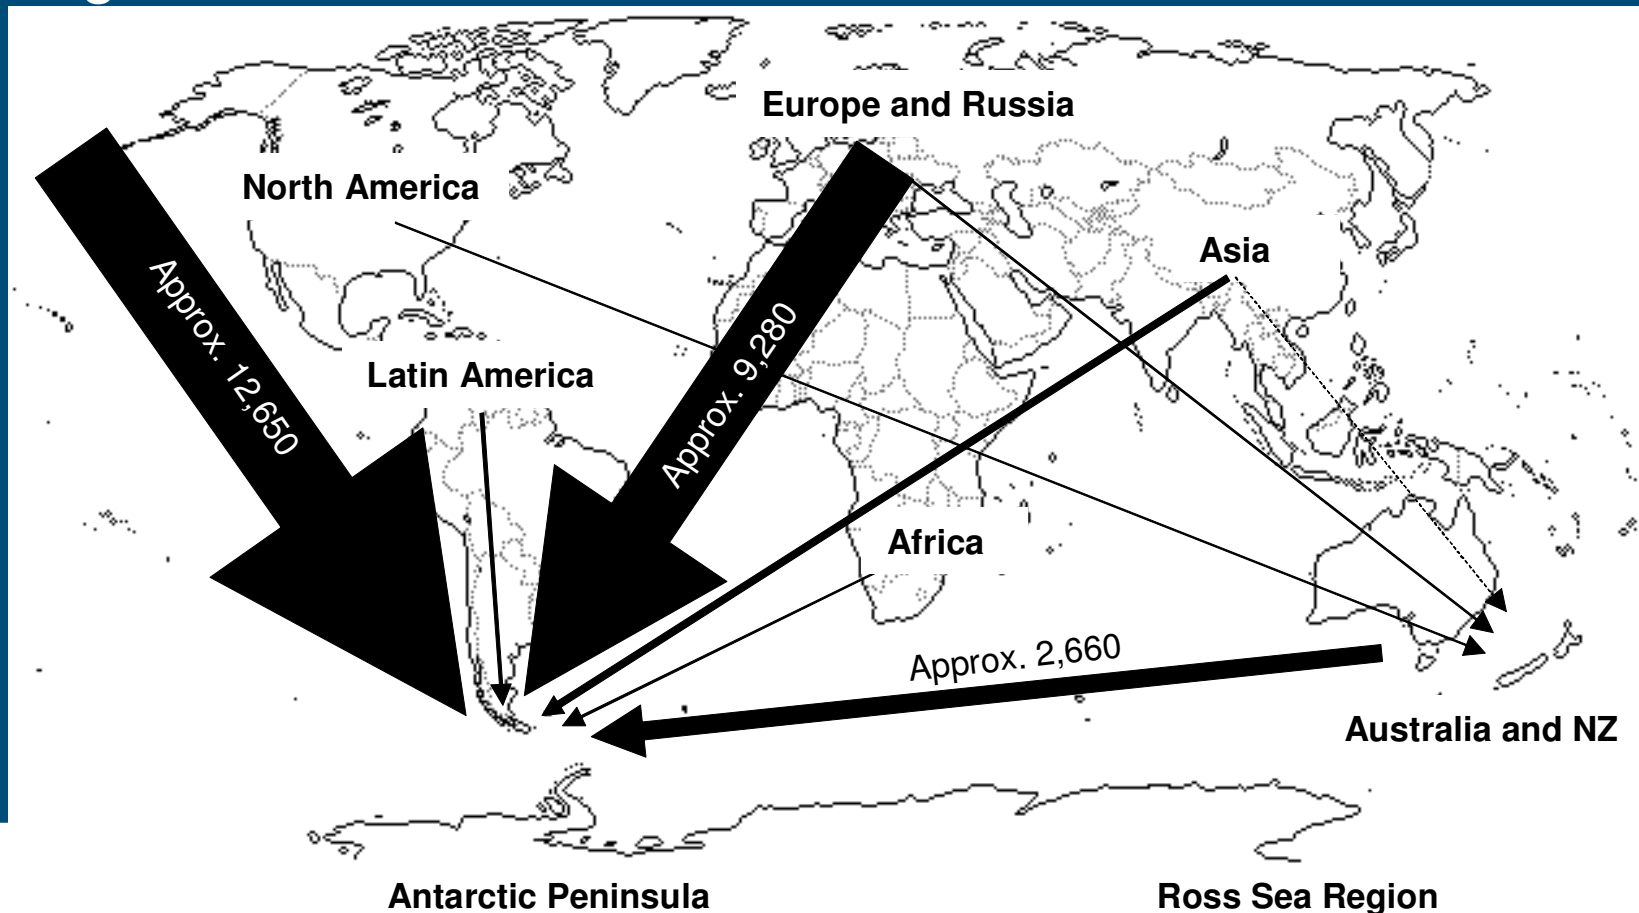 Europe and Russia
North America
Asia
Approx. 12,650
Approx. 9,280
Latin America
Africa
Approx. 2,660
Australia and NZ
Antarctic Peninsula
Ross Sea Region